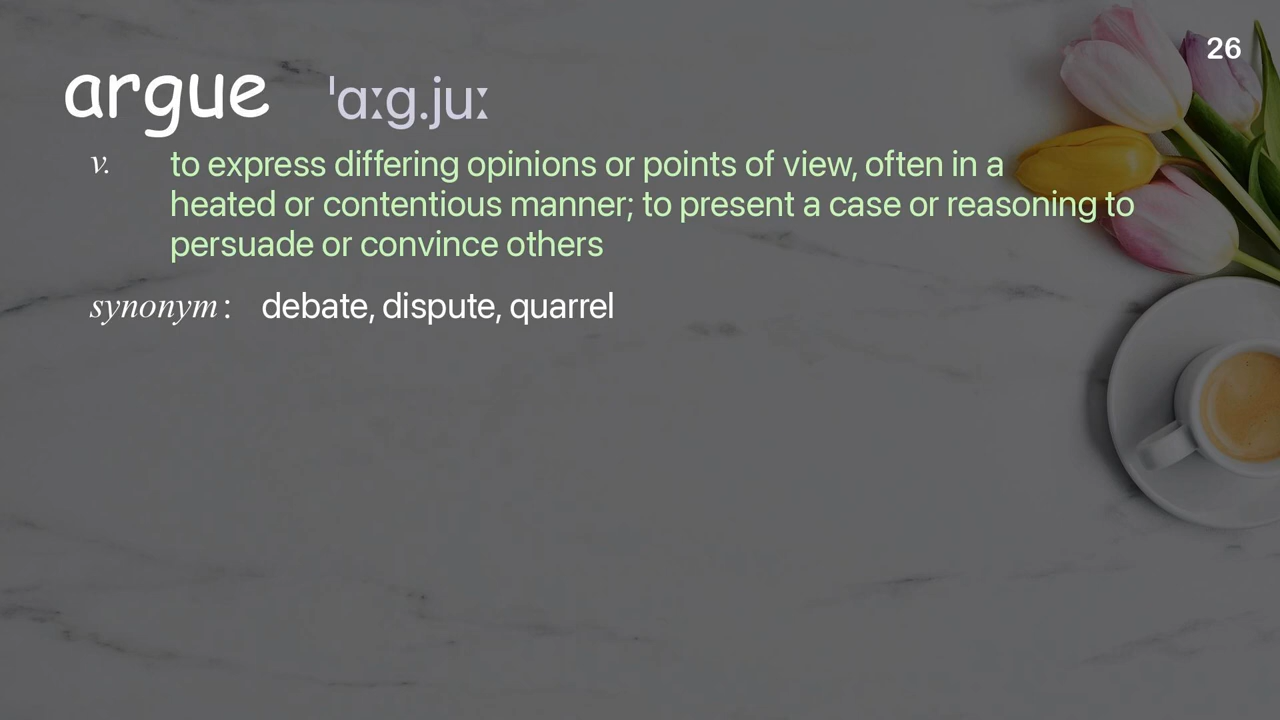 26
argue ˈɑːɡ.juː
v. to express differing opinions or points of view, often in a
heated or contentious manner; to present a case or reasoning to
persuade or convince others
synonym: debate, dispute, quarrel